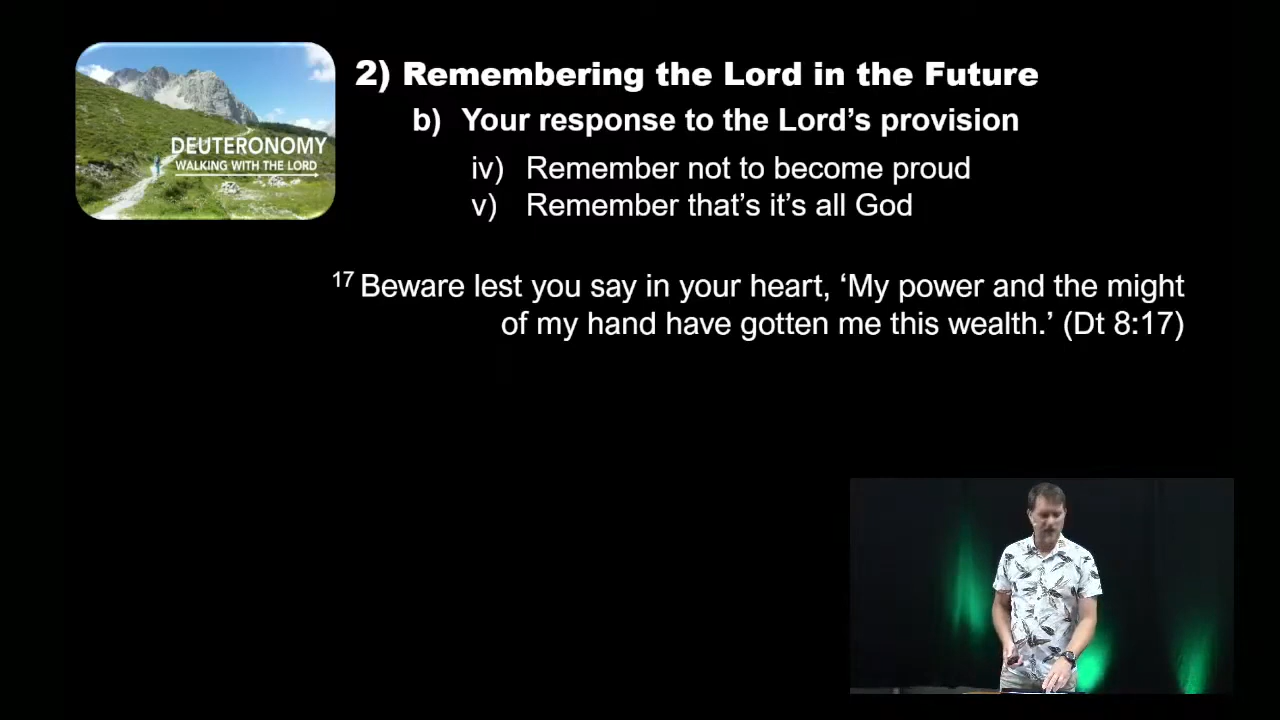 DEUTERONOMY
WALKING WITH THE LORD
2) Remembering the Lord in the Future
b) Your response to the Lord’s provision
iv) Remember not to become proud
v) Remember that’s it’s all God
17 Beware lest you say in your heart, ‘My power and the might
of my hand have gotten me this wealth.’ (Dt 8:17)